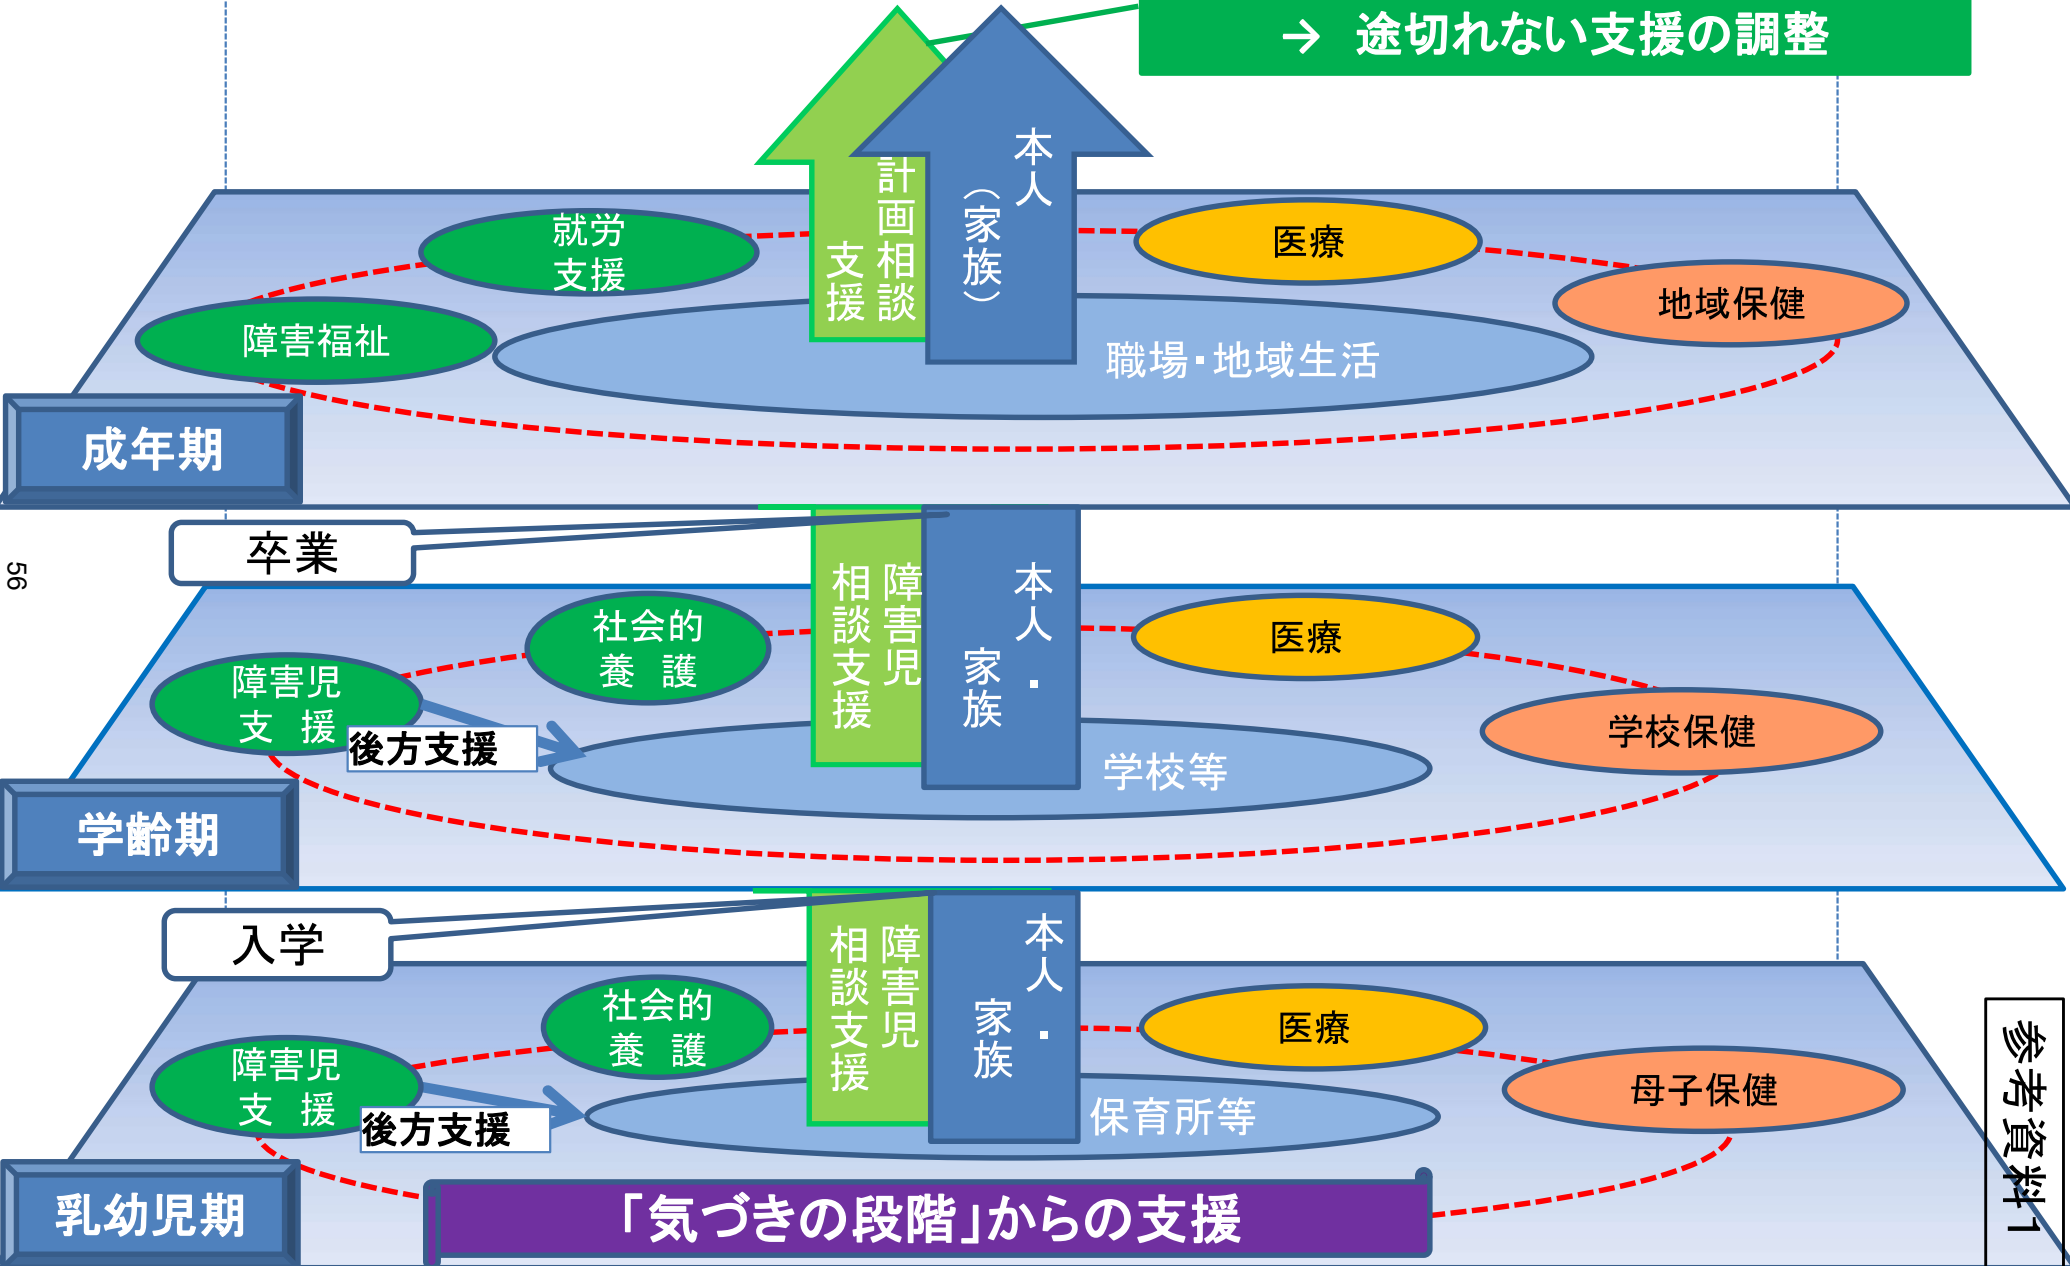 → 途切れない支援の調整
本人
（家族）
計画相談
支援
就労
支援
医療
地域保健
障害福祉
職場・地域生活
成年期
卒業
56
本人・
家族
障害児
相談支援
社会的
養 護
医療
障害児
支 援
後方支援
学校保健
学校等
学齢期
入学
本人・
家族
障害児
相談支援
社会的
養 護
医療
障害児
支 援
後方支援
母子保健
保育所等
乳幼児期
「気づきの段階」からの支援
参考資料1